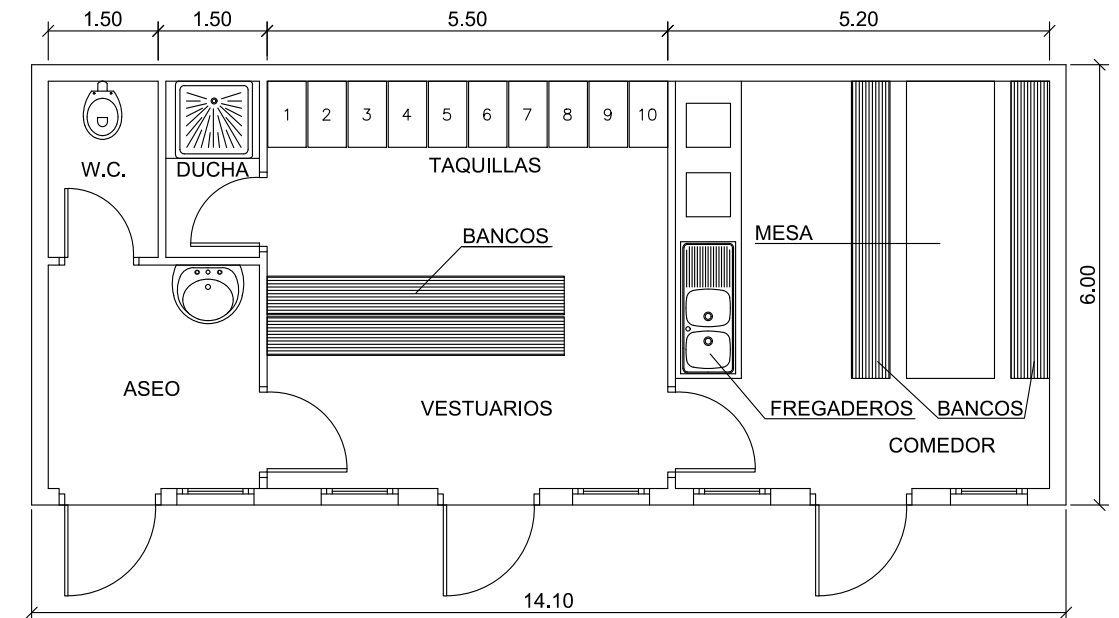 1.50
1.50
5.50
5.20
1
2
3
4
5
6
7
8
9
10
W.C.
DUCHA
TAQUILLAS
BANCOS
MESA
6.00
ASEO
VESTUARIOS
FREGADEROS
BANCOS
COMEDOR
14.10